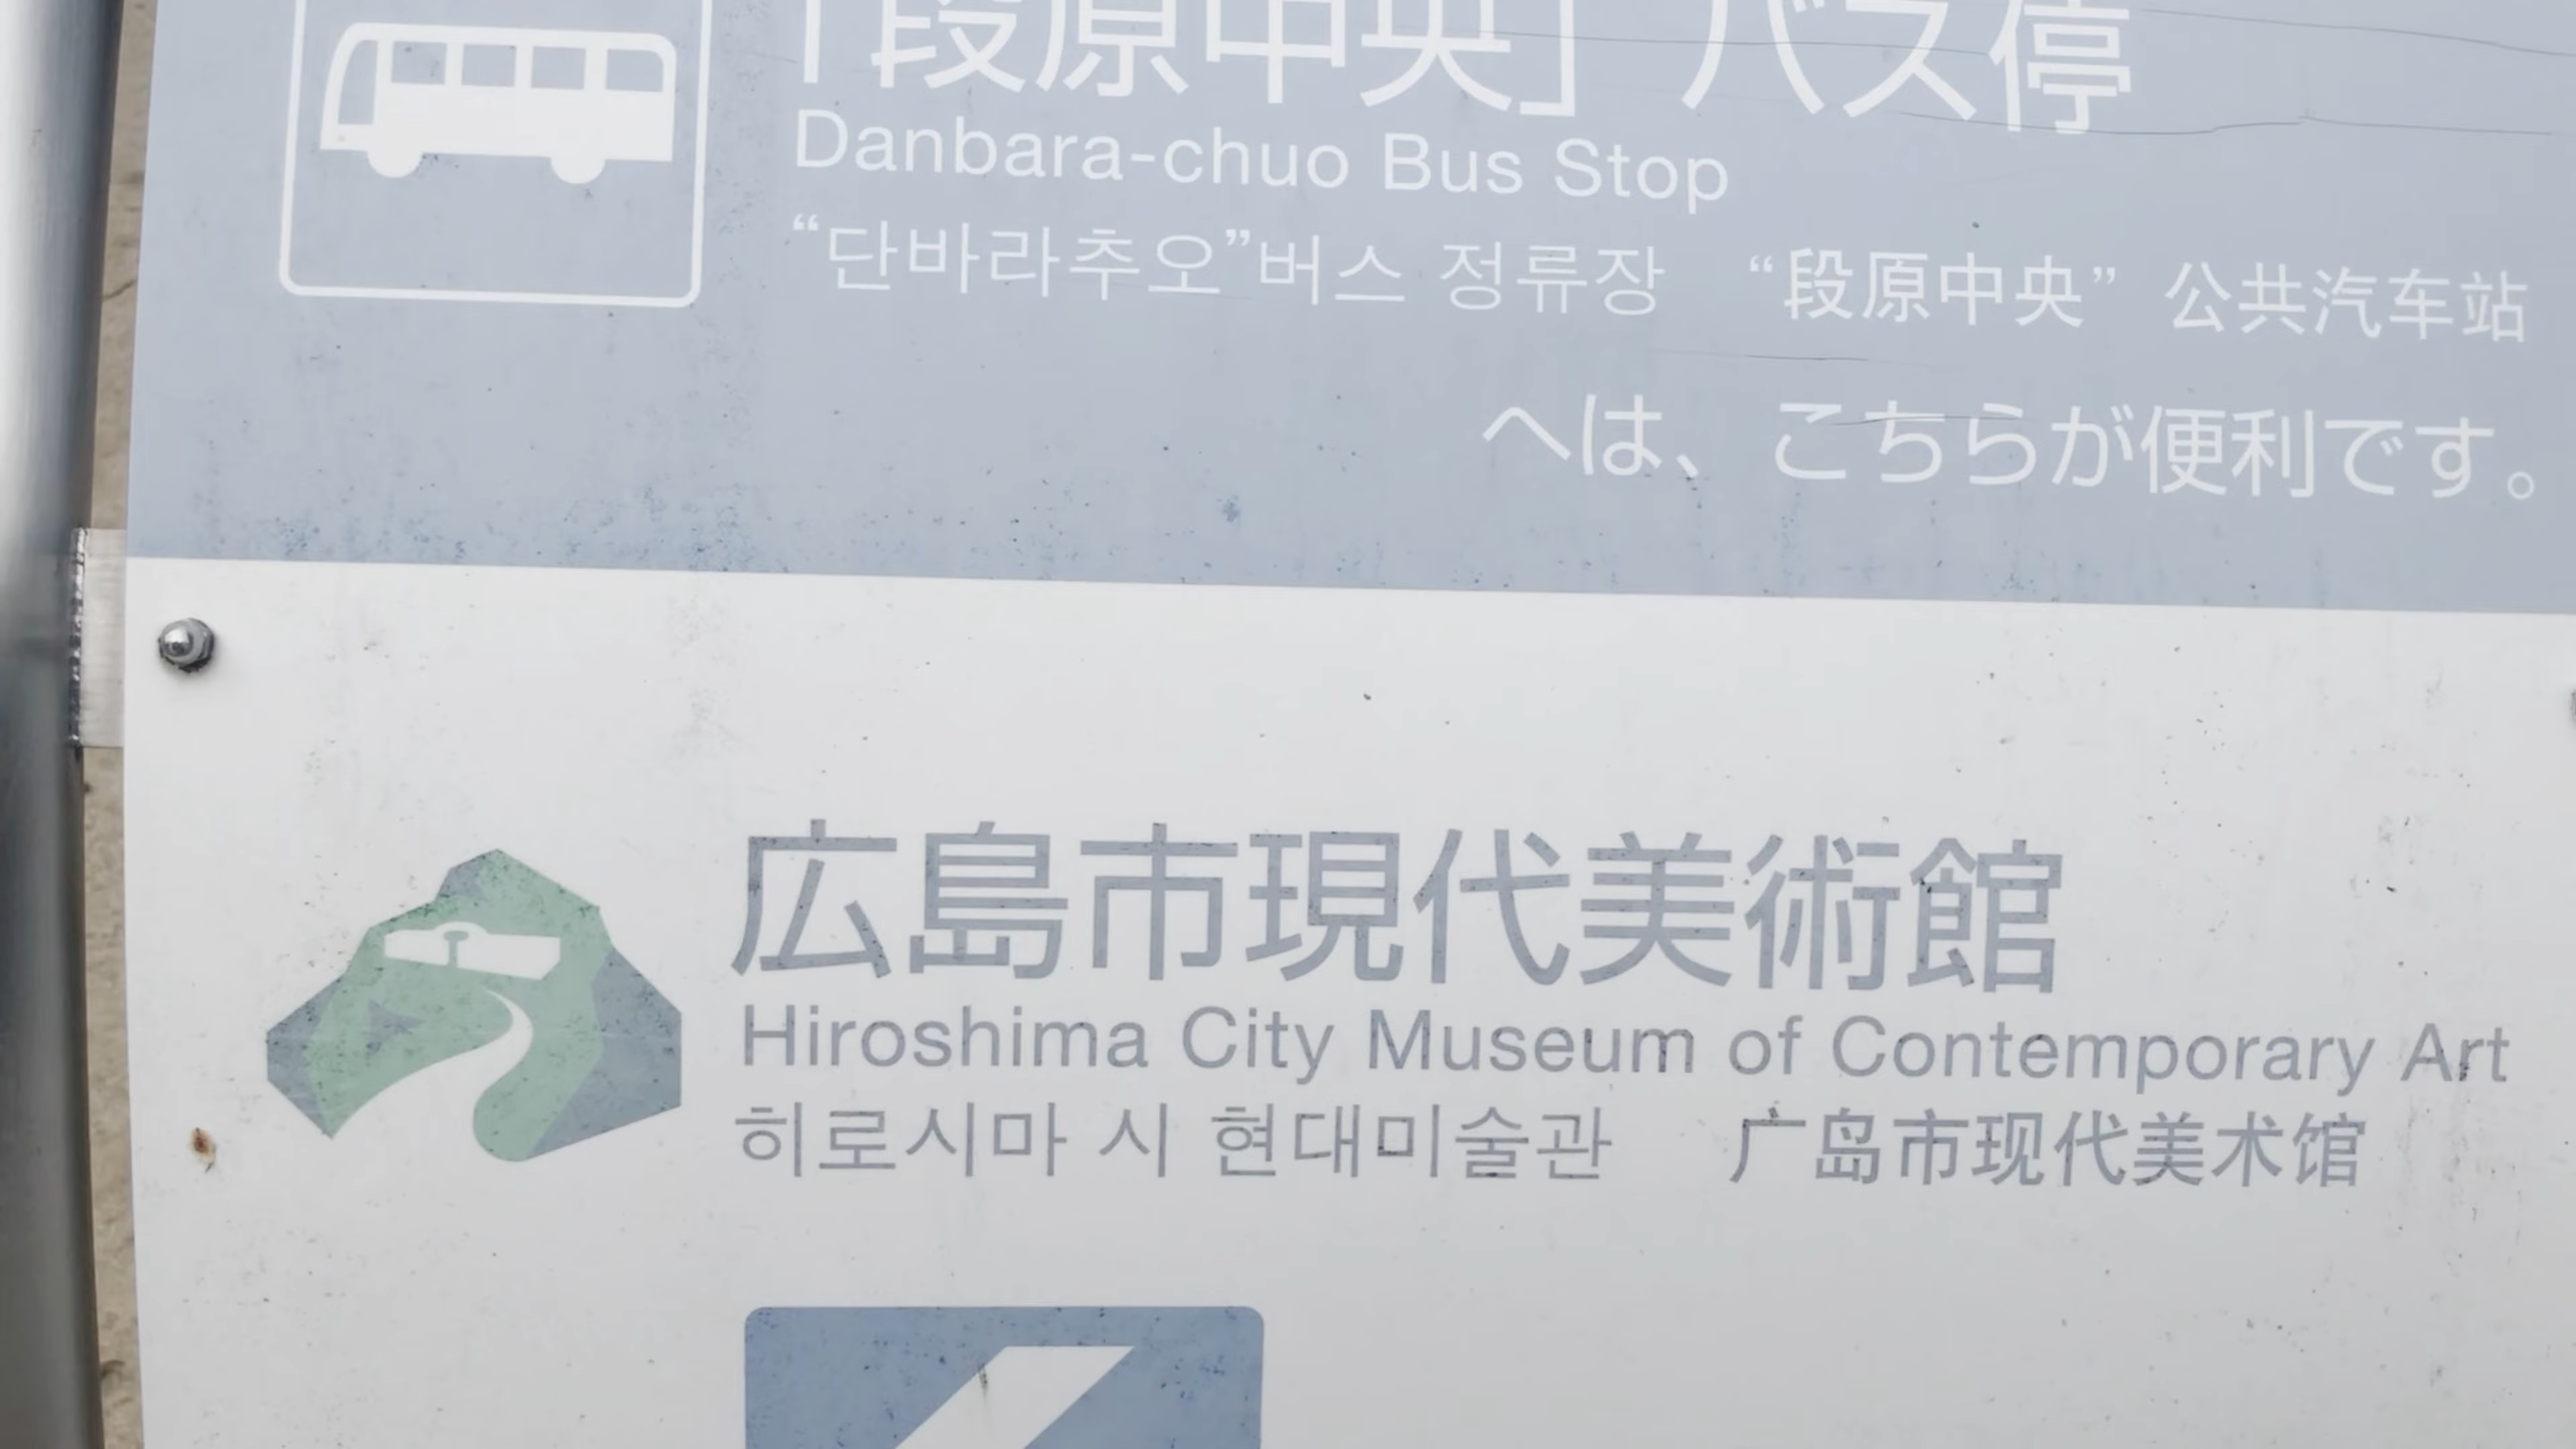 「段原中央」バス停
Danbara-chuo Bus Stop
“단바라추오”버스 정류장 “段原中央” 公共汽车站
へは、こちらが便利です。
広島市現代美術館
Hiroshima City Museum of Contemporary Art
히로시마 시 현대미술관 广岛市现代美术馆